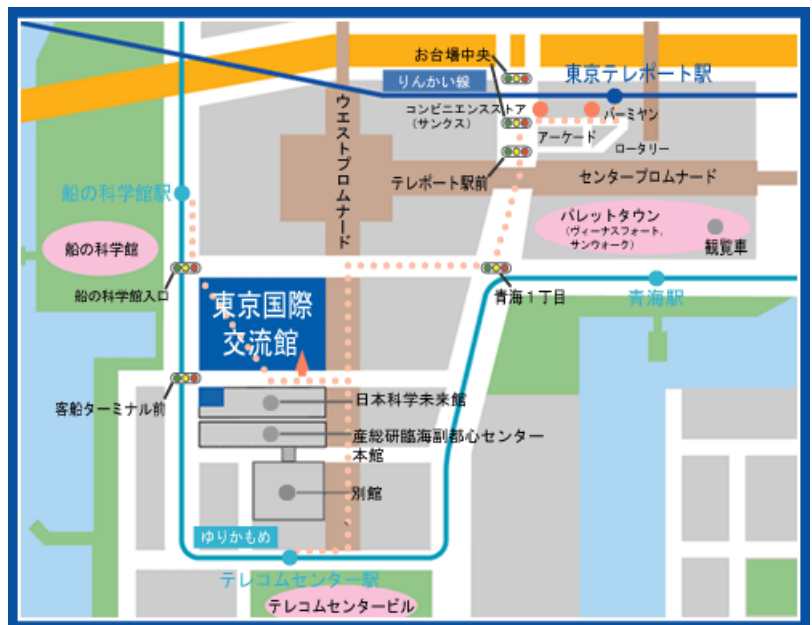 お台場中央
りんかい線
東京テレポート駅
コンビニエンスストア
(サンクス)
バーミヤン
アーケード
ロータリー
ウエストプロムナード
テレポート駅前
センタープロムナード
船の科学館駅
パレットタウン
(ヴィーナスフォート、
サンウォーク)
観覧車
船の科学館
船の科学館入口
青海1丁目
青海駅
東京国際
交流館
客船ターミナル前
日本科学未来館
産総研臨海副都心センター
本館
別館
ゆりかもめ
テレコムセンター駅
テレコムセンタービル